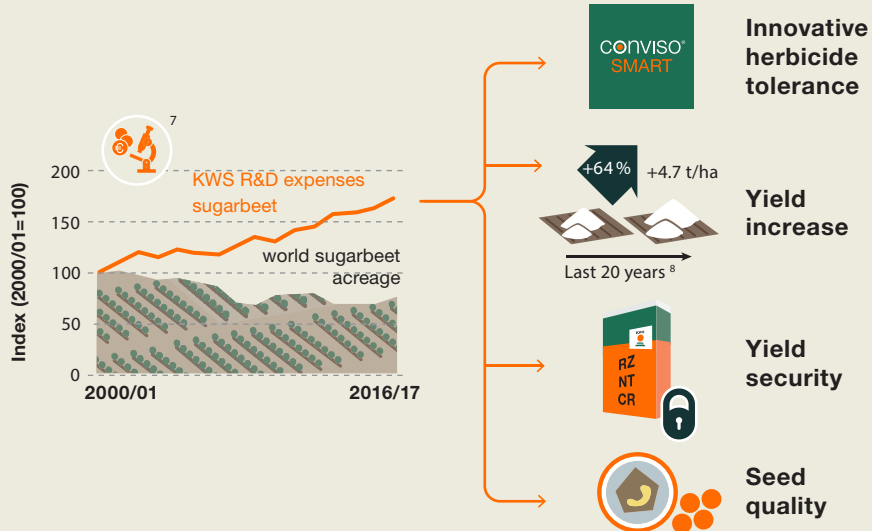 7
200
150
100
50
0
Index (2000/01=100)
KWS R&D expenses
sugarbeet
world sugarbeet
acreage
2000/01
2016/17
CONVISO®
SMART
Innovative
herbicide
tolerance
+64 %
+4.7 t/ha
Last 20 years 8
Yield
increase
KWS
RZ
NT
CR
Yield
security
Seed
quality